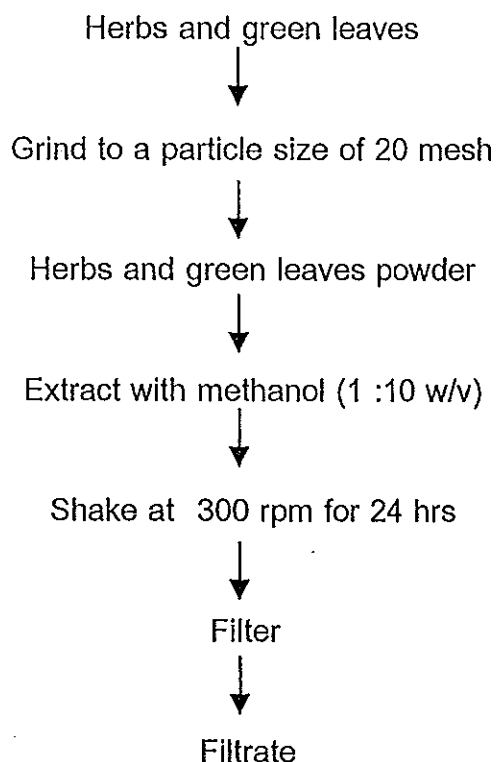 Herbs and green leaves
Grind to a particle size of 20 mesh
Herbs and green leaves powder
Extract with methanol (1 :10 w/v)
Shake at 300 rpm for 24 hrs
Filter
Filtrate